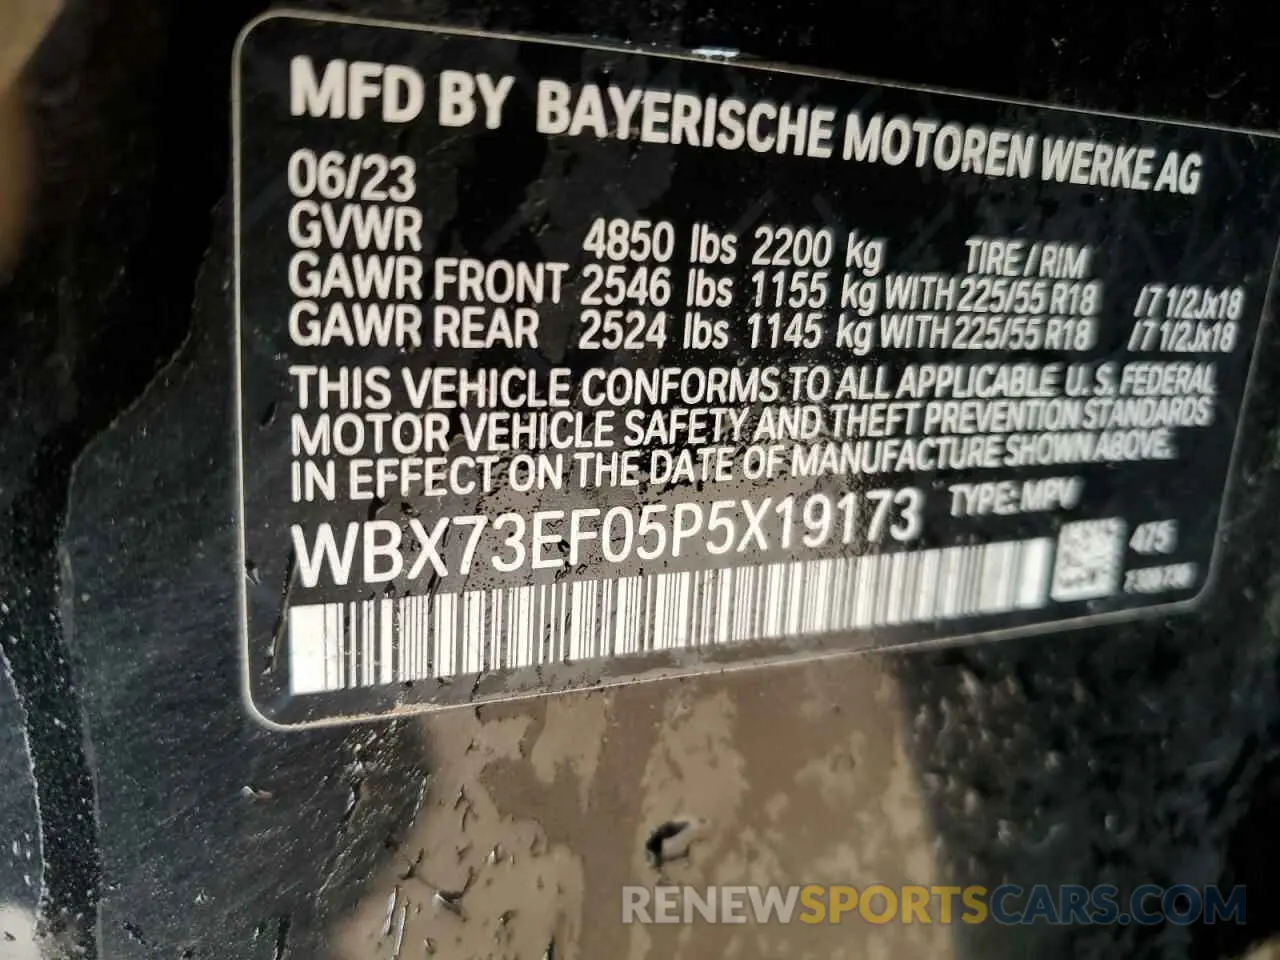 MFD BY BAYERISCHE MOTOREN WERKE AG
06/23
GVWR 4850 lbs 2200 kg TIRE / RIM
GAWR FRONT 2546 lbs 1155 kg WITH 225/55 R18 /7 1/2Jx18
GAWR REAR 2524 lbs 1145 kg WITH 225/55 R18 /7 1/2Jx18
THIS VEHICLE CONFORMS TO ALL APPLICABLE U.S. FEDERAL
MOTOR VEHICLE SAFETY AND THEFT PREVENTION STANDARDS
IN EFFECT ON THE DATE OF MANUFACTURE SHOWN ABOVE.
WBX73EF05P5X19173 TYPE: MPV
475
RENEWSPORTSCARS.COM